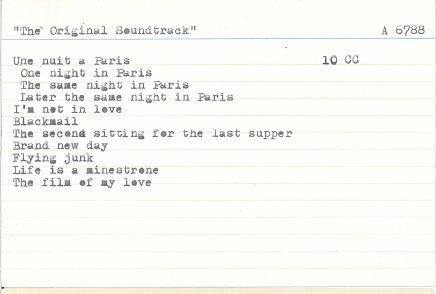 "The Original Soundtrack" A 6788
Une nuit a Paris 10 CC
One night in Paris
The same night in Paris
Later the same night in Paris
I'm not in love
Blackmail
The second sitting for the last supper
Brand new day
Flying junk
Life is a minestrone
The film of my love